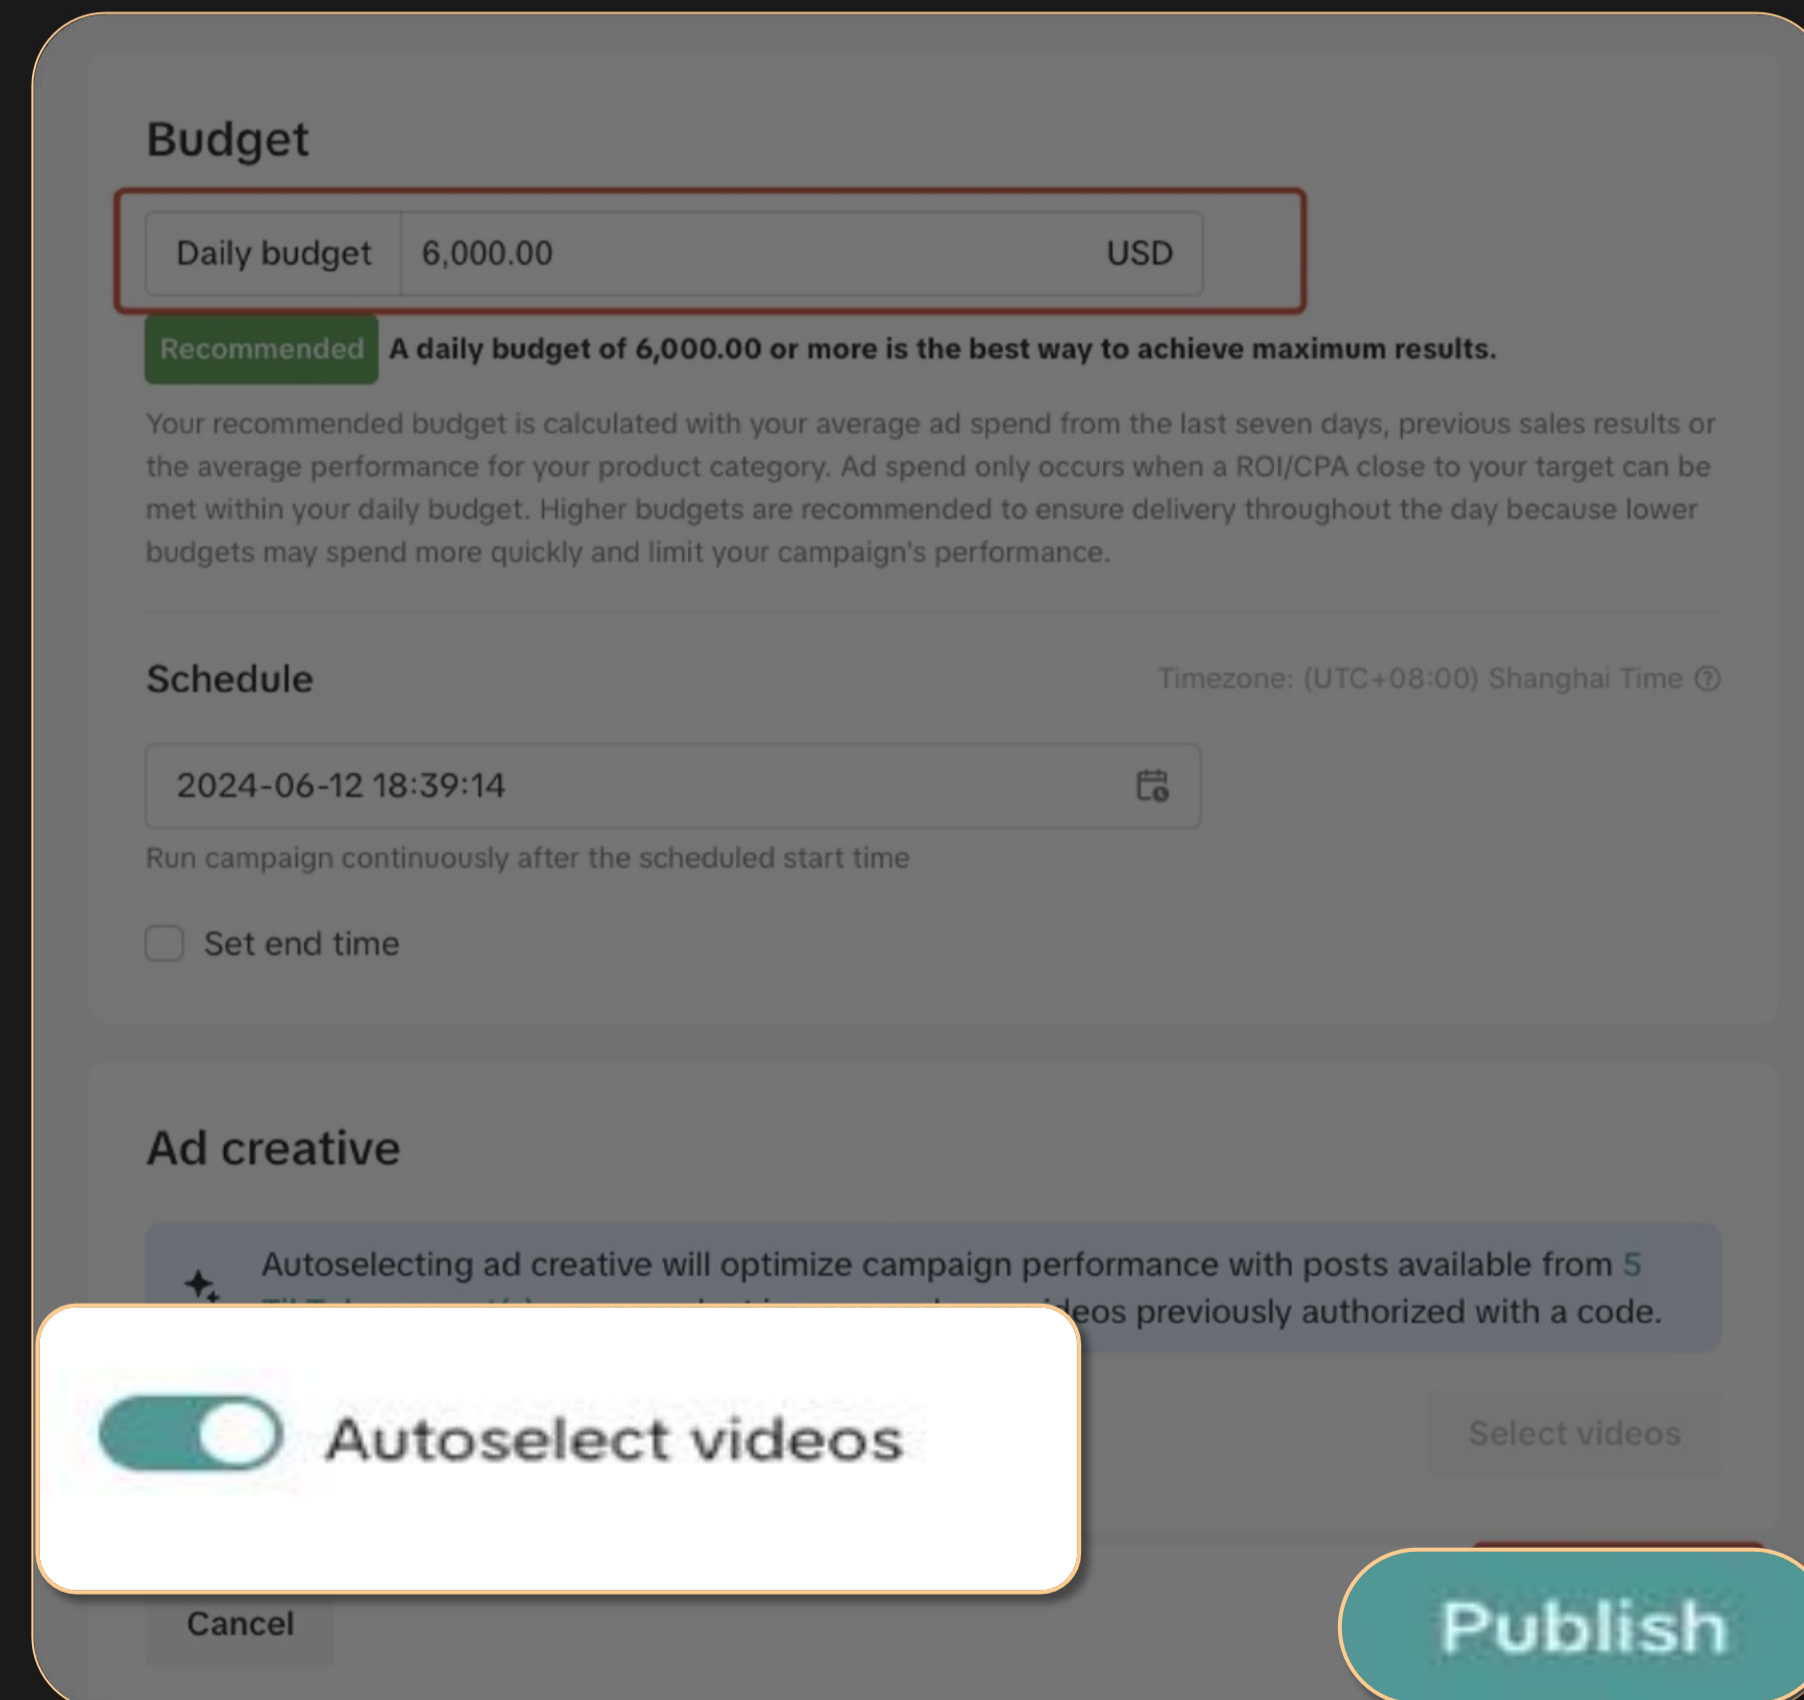 Budget
Daily budget 6,000.00 USD
Recommended A daily budget of 6,000.00 or more is the best way to achieve maximum results.
Your recommended budget is calculated with your average ad spend from the last seven days, previous sales results or
the average performance for your product category. Ad spend only occurs when a ROI/CPA close to your target can be
met within your daily budget. Higher budgets are recommended to ensure delivery throughout the day because lower
budgets may spend more quickly and limit your campaign's performance.
Schedule Timezone: (UTC+08:00) Shanghai Time
2024-06-12 18:39:14
Run campaign continuously after the scheduled start time
Set end time
Ad creative
Autoselecting ad creative will optimize campaign performance with posts available from 5
previously authorized with a code.
Autoselect videos
Select videos
Cancel
Publish